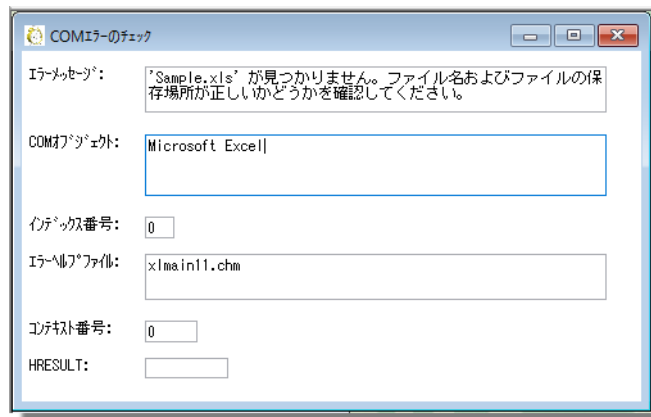 COMｴﾗｰのﾁｪｯｸ
ｴﾗｰﾒｯｾｰｼﾞ:
'Sample.xls' が見つかりません。ファイル名およびファイルの保
存場所が正しいかどうかを確認してください。
COMｵﾌﾞｼﾞｪｸﾄ:
Microsoft Excel
ｲﾝﾃﾞｯｸｽ番号:
0
ｴﾗｰﾍﾙﾌﾟﾌｧｲﾙ:
xlmain11.chm
ｺﾝﾃｷｽﾄ番号:
0
HRESULT: